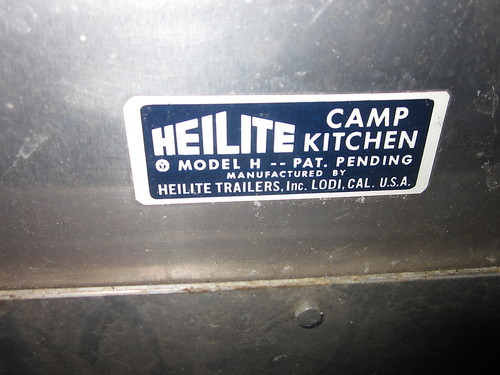 HEILITE CAMP KITCHEN
MODEL H -- PAT. PENDING
MANUFACTURED BY
HEILITE TRAILERS, Inc. LODI, CAL. U.S.A.